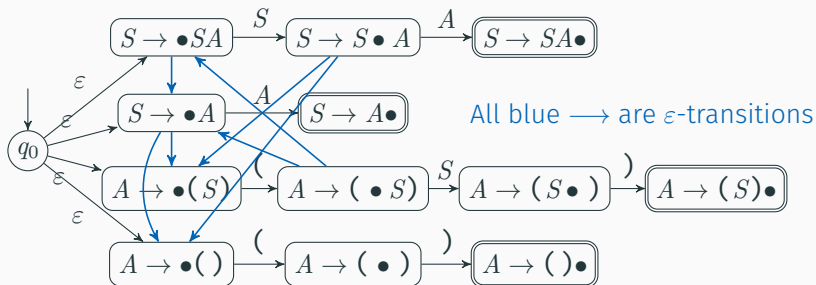 S
A
S → •SA
S → S • A
S → SA•
ε
A
S → •A
S → A•
All blue → are ε-transitions
ε
q0
(
S
)
A → •(S)
A → ( • S)
A → (S• )
A → (S)•
ε
ε
(
)
A → •()
A → ( • )
A → ()•